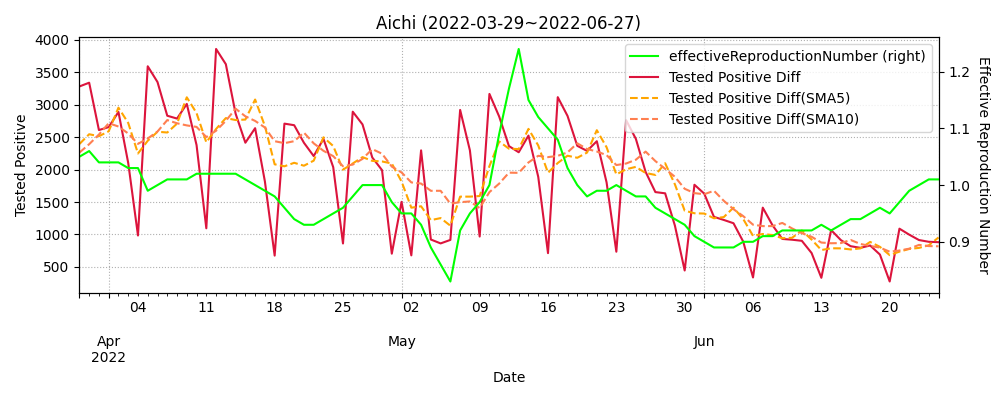 Aichi (2022-03-29~2022-06-27)
effectiveReproductionNumber (right)
Tested Positive Diff
Tested Positive Diff(SMA5)
Tested Positive Diff(SMA10)
Tested Positive
4000
3500
3000
2500
2000
1500
1000
500
Effective Reproduction Number
1.2
1.1
1.0
0.9
04 11 18 25 02 09 16 23 30 06 13 20
Apr May Jun
2022
Date